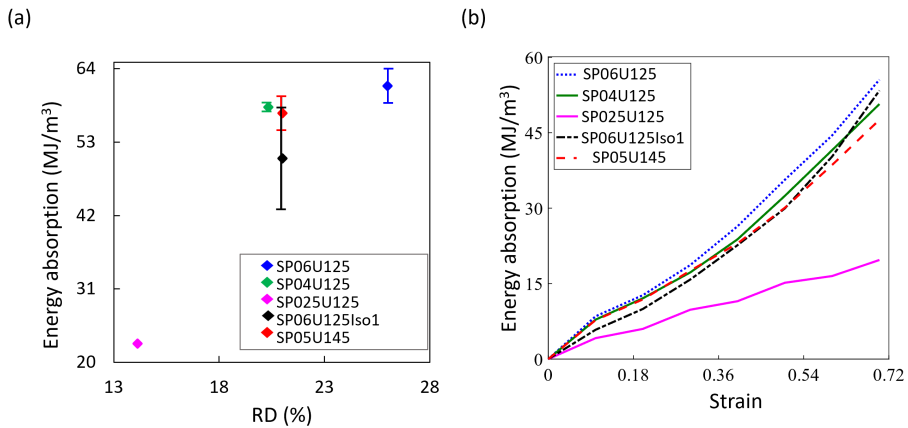 (a)
Energy absorption (MJ/m³)
64
53
42
31
20
SP06U125
SP04U125
SP025U125
SP06U125Iso1
SP05U145
13
18
23
28
RD (%)
(b)
Energy absorption (MJ/m³)
60
45
30
15
0
SP06U125
SP04U125
SP025U125
SP06U125Iso1
SP05U145
0
0.18
0.36
0.54
0.72
Strain